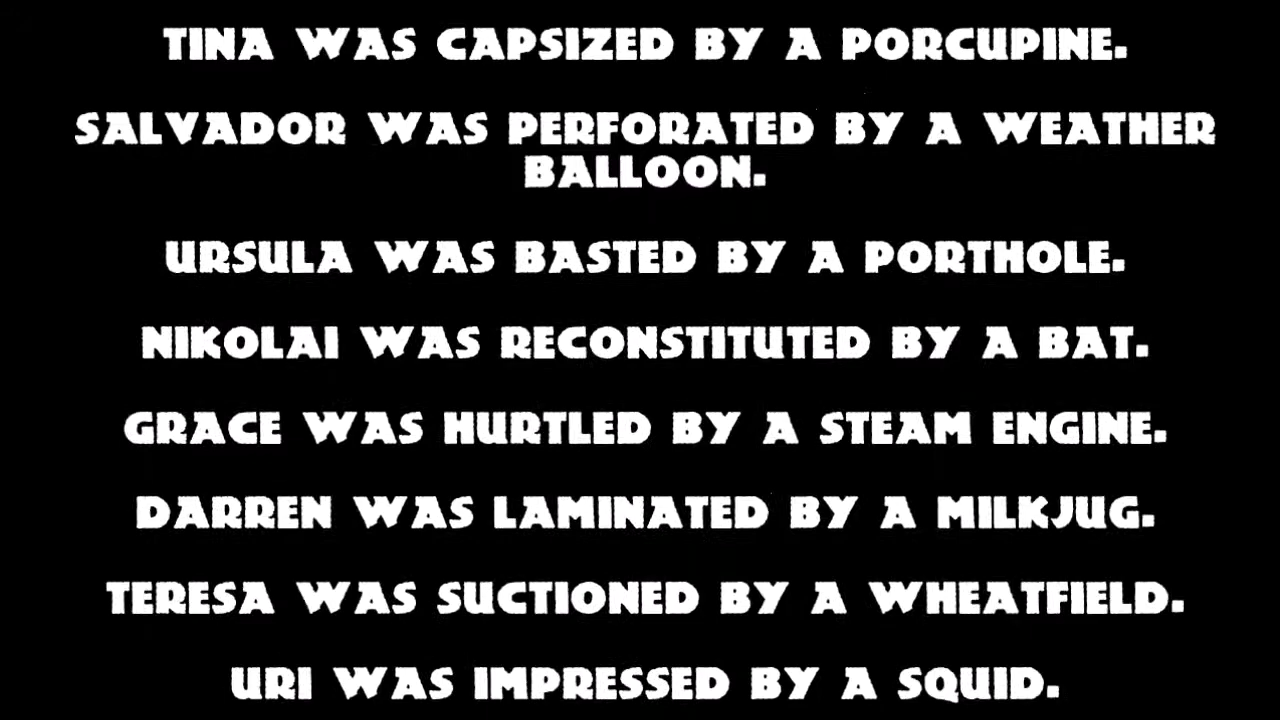 TINA WAS CAPSIZED BY A PORCUPINE.
SALVADOR WAS PERFORATED BY A WEATHER
BALLOON.
URSULA WAS BASTED BY A PORTHOLE.
NIKOLAI WAS RECONSTITUTED BY A BAT.
GRACE WAS HURTLED BY A STEAM ENGINE.
DARREN WAS LAMINATED BY A MILKJUG.
TERESA WAS SUCTIONED BY A WHEATFIELD.
URI WAS IMPRESSED BY A SQUID.